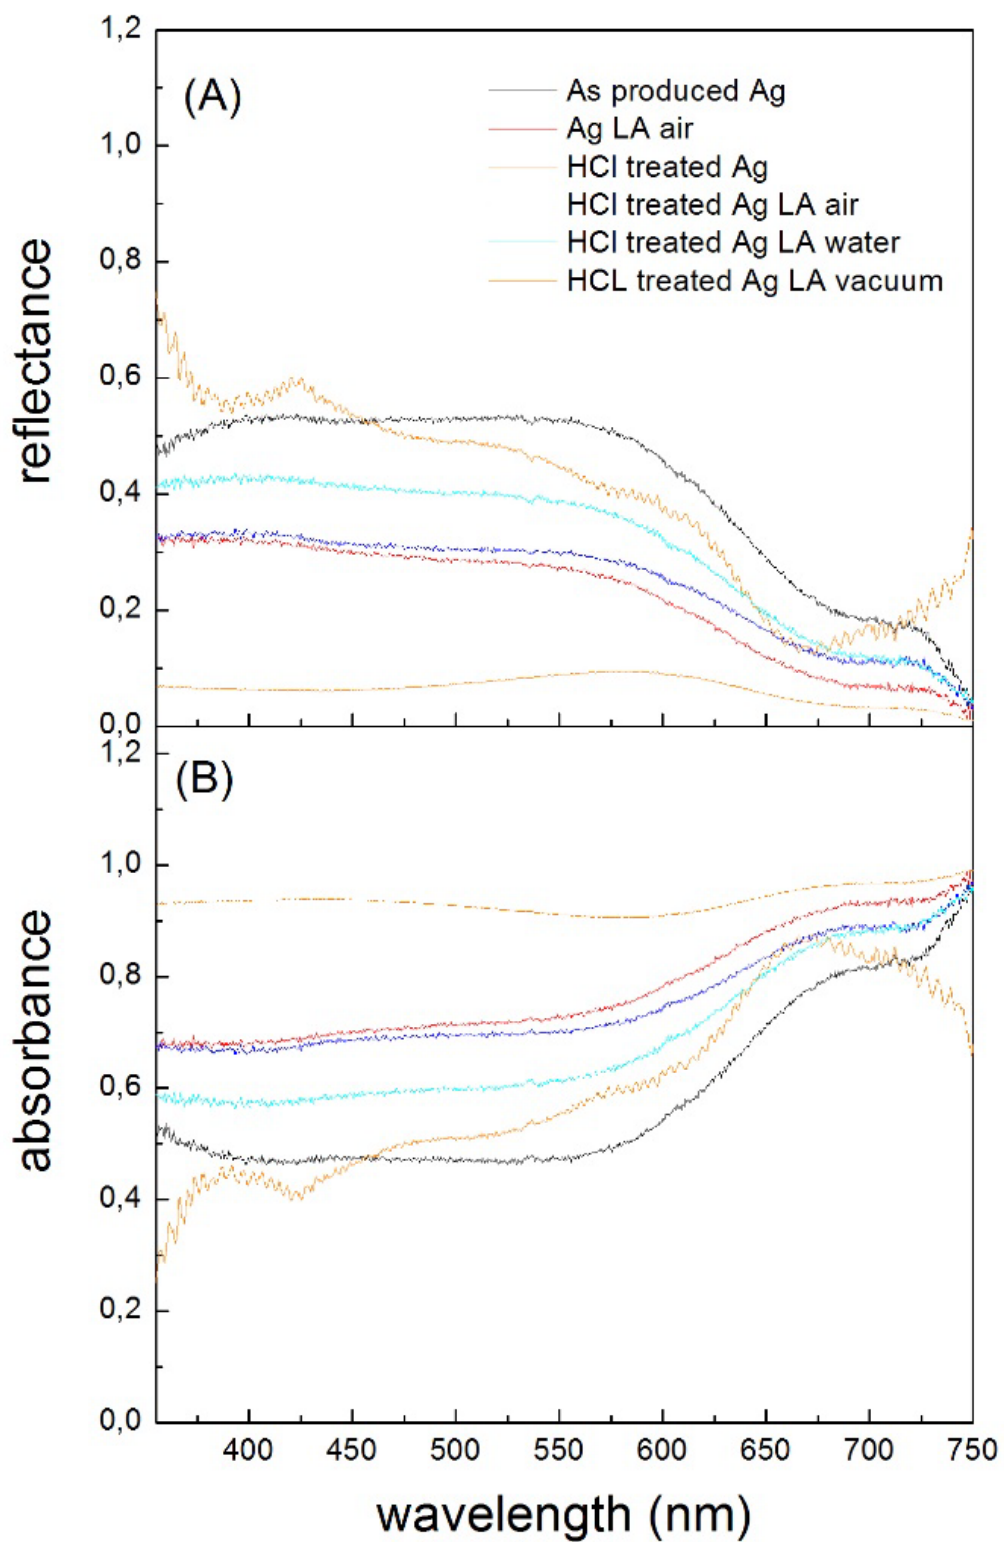 1,2
(A)
As produced Ag
Ag LA air
HCl treated Ag
HCl treated Ag LA air
HCl treated Ag LA water
HCL treated Ag LA vacuum
1,0
0,8
0,6
0,4
0,2
0,0
reflectance
1,2
(B)
1,0
0,8
0,6
0,4
0,2
0,0
absorbance
400 450 500 550 600 650 700 750
wavelength (nm)